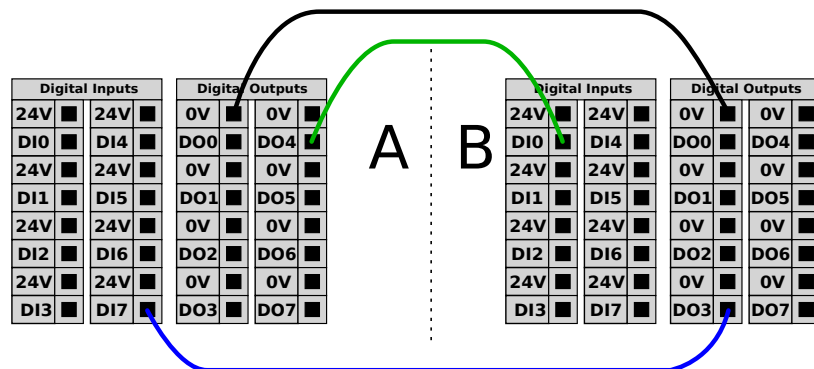 Digital Inputs Digital Outputs Digital Inputs Digital Outputs
24V 24V 0V 0V 24V 24V 0V 0V
DI0 DI4 DO0 DO4 A B DI0 DI4 DO0 DO4
24V 24V 0V 0V 24V 24V 0V 0V
DI1 DI5 DO1 DO5 DI1 DI5 DO1 DO5
24V 24V 0V 0V 24V 24V 0V 0V
DI2 DI6 DO2 DO6 DI2 DI6 DO2 DO6
24V 24V 0V 0V 24V 24V 0V 0V
DI3 DI7 DO3 DO7 DI3 DI7 DO3 DO7